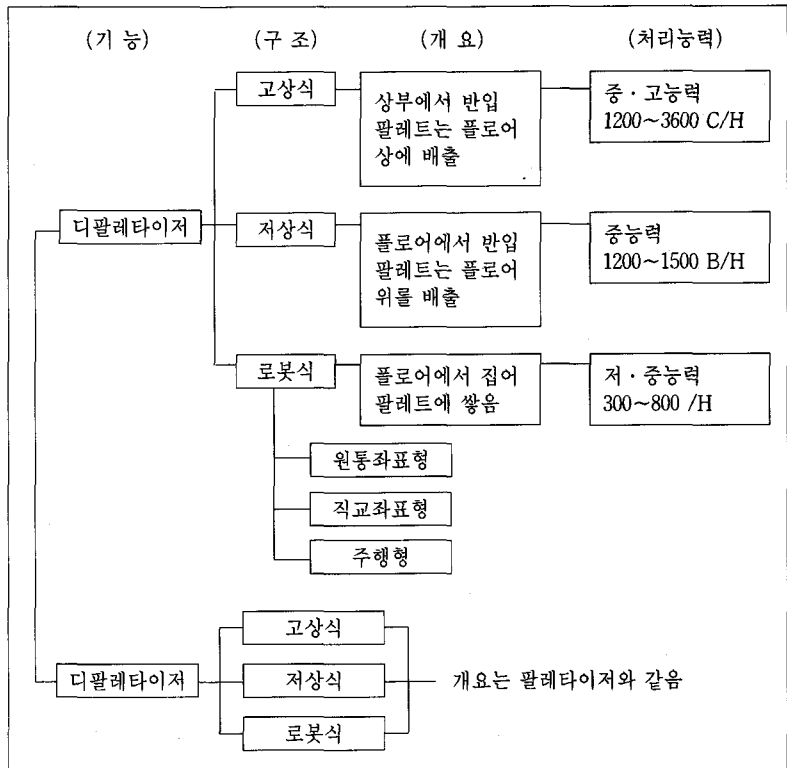 (기 능) (구 조) (개 요) (처리능력)
고상식
상부에서 반입
팔레트는 플로어
상에 배출
중·고능력
1200~3600 C/H
디팔레타이저
저상식
플로어에서 반입
팔레트는 플로어
위롤 배출
중능력
1200~1500 B/H
로봇식
플로어에서 집어
팔레트에 쌓음
저·중능력
300~800 /H
원통좌표형
직교좌표형
주행형
디팔레타이저
고상식
저상식
로봇식
개요는 팔레타이저와 같음